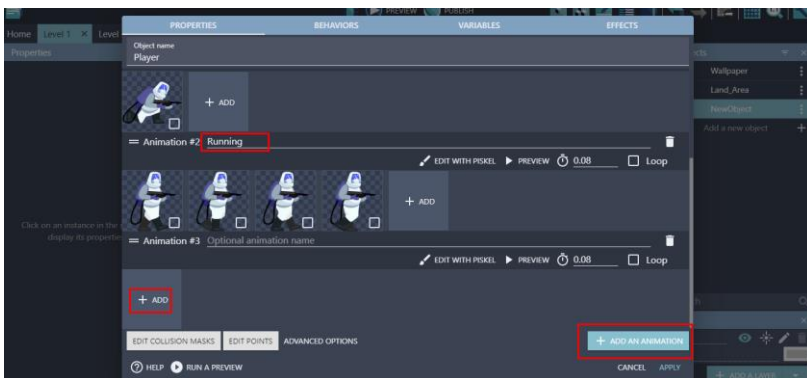 PREVIEW PUBLISH
Home Level 1 × Level
PROPERTIES BEHAVIORS VARIABLES EFFECTS
Properties
Object name
Player
Wallpaper
Land_Area
NewObject
Add a new object +
+ ADD
Animation #2 Running
EDIT WITH PISKEL PREVIEW 0.08 Loop
+ ADD
Click on an instance in the
display its properties
Animation #3 Optional animation name
EDIT WITH PISKEL PREVIEW 0.08 Loop
+ ADD
EDIT COLLISION MASKS EDIT POINTS ADVANCED OPTIONS + ADD AN ANIMATION
HELP RUN A PREVIEW CANCEL APPLY
+ ADD A LAYER